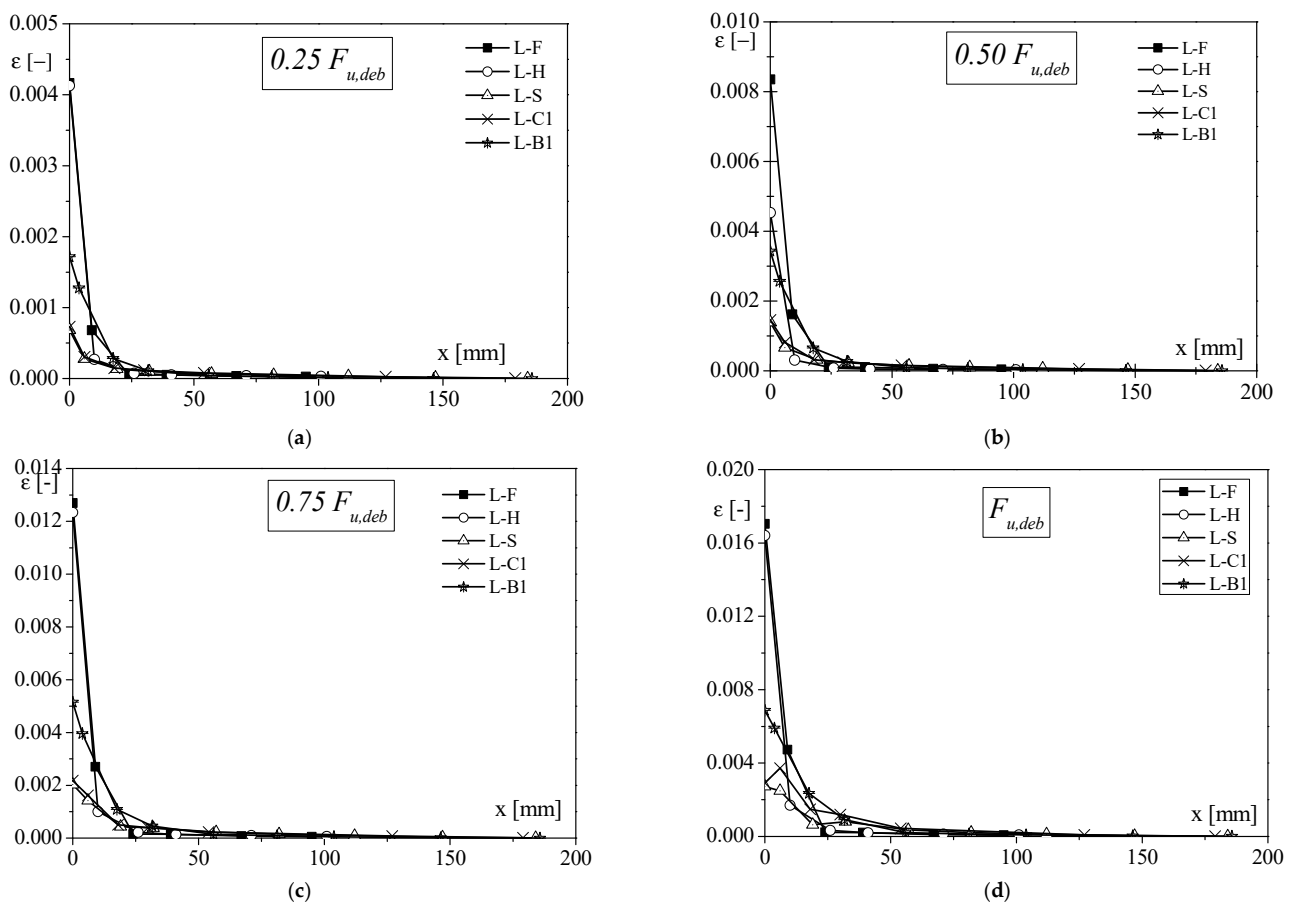 0.005
ε [–]
0.25 F_{u,deb}
L-F
L-H
L-S
L-C1
L-B1
0.004
0.003
0.002
0.001
0.000
x [mm]
0 50 100 150 200
(a)
0.010
ε [–]
0.50 F_{u,deb}
L-F
L-H
L-S
L-C1
L-B1
0.008
0.006
0.004
0.002
0.000
x [mm]
0 50 100 150 200
(b)
0.014
ε [-]
0.75 F_{u,deb}
L-F
L-H
L-S
L-C1
L-B1
0.012
0.010
0.008
0.006
0.004
0.002
0.000
x [mm]
0 50 100 150 200
(c)
0.020
ε [-]
F_{u,deb}
L-F
L-H
L-S
L-C1
L-B1
0.016
0.012
0.008
0.004
0.000
x [mm]
0 50 100 150 200
(d)